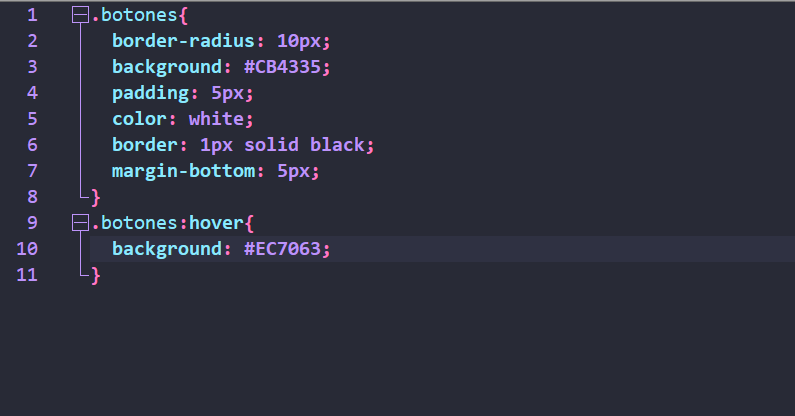 1 .botones{
2 border-radius: 10px;
3 background: #CB4335;
4 padding: 5px;
5 color: white;
6 border: 1px solid black;
7 margin-bottom: 5px;
8 }
9 .botones:hover{
10 background: #EC7063;
11 }